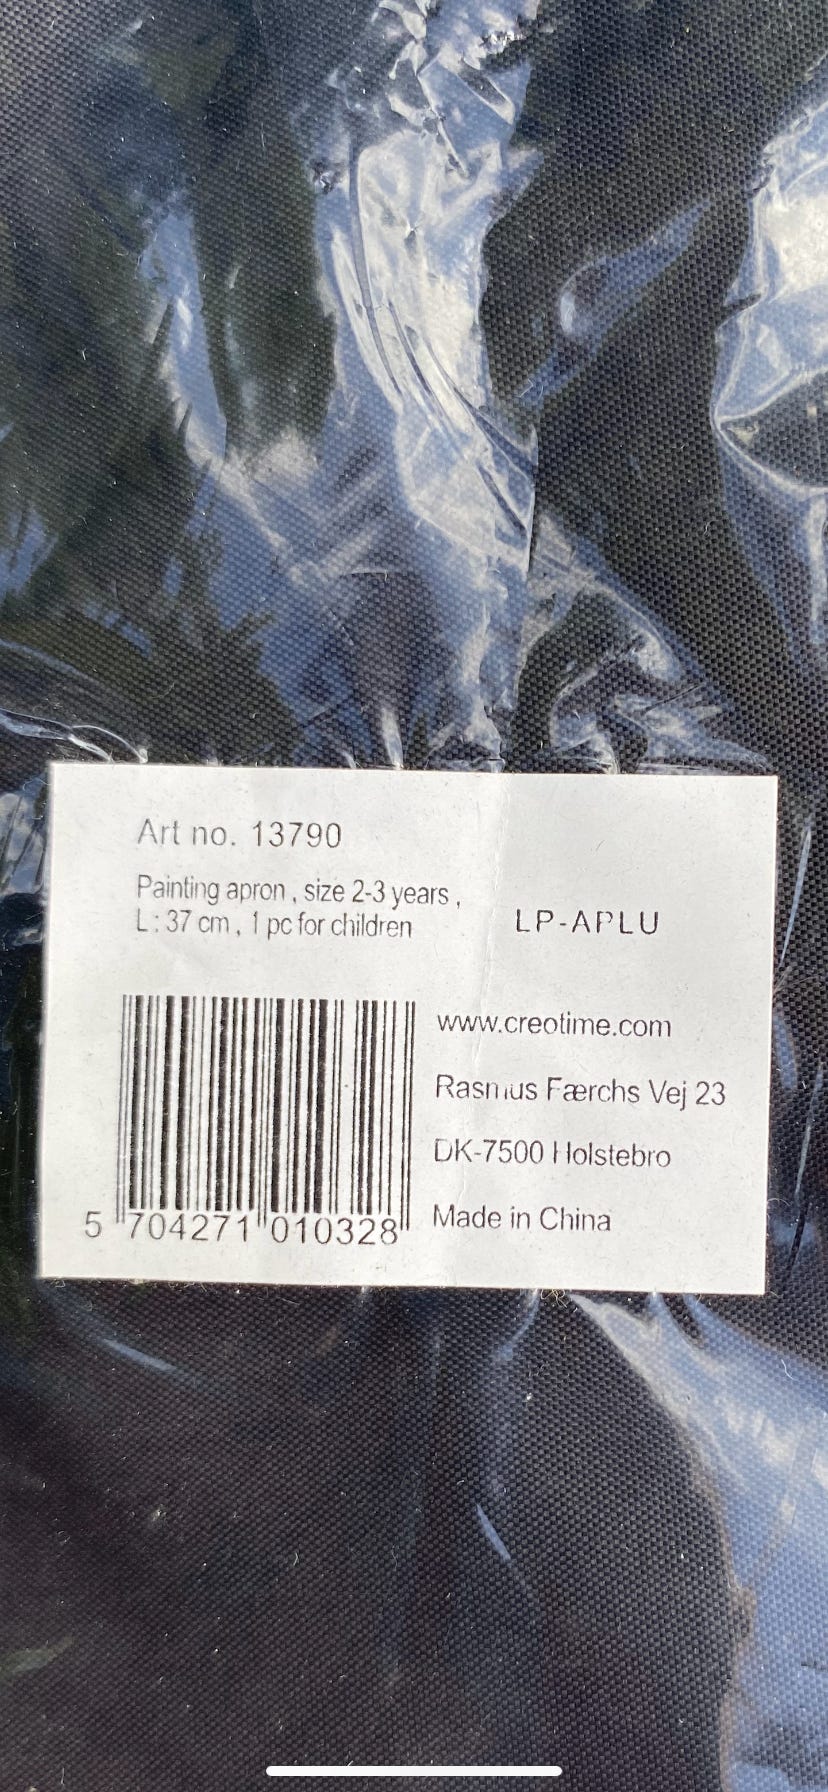 Art no. 13790
Painting apron, size 2-3 years,
L: 37 cm, 1 pc for children
LP-APLU
www.creotime.com
Rasmus Færchs Vej 23
DK-7500 Holstebro
Made in China
5 704271 010328